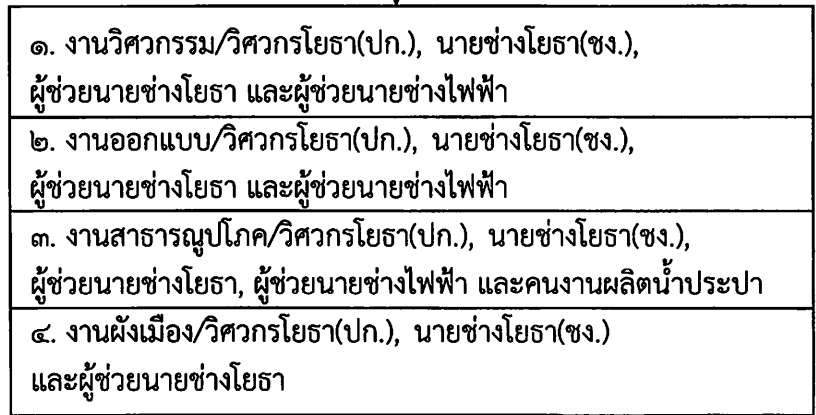 ๑. งานวิศวกรรม/วิศวกรโยธา(ปก.), นายช่างโยธา(ชง.),
ผู้ช่วยนายช่างโยธา และผู้ช่วยนายช่างไฟฟ้า
๒. งานออกแบบ/วิศวกรโยธา(ปก.), นายช่างโยธา(ชง.),
ผู้ช่วยนายช่างโยธา และผู้ช่วยนายช่างไฟฟ้า
๓. งานสาธารณูปโภค/วิศวกรโยธา(ปก.), นายช่างโยธา(ชง.),
ผู้ช่วยนายช่างโยธา, ผู้ช่วยนายช่างไฟฟ้า และคนงานผลิตน้ำประปา
๔. งานผังเมือง/วิศวกรโยธา(ปก.), นายช่างโยธา(ชง.)
และผู้ช่วยนายช่างโยธา